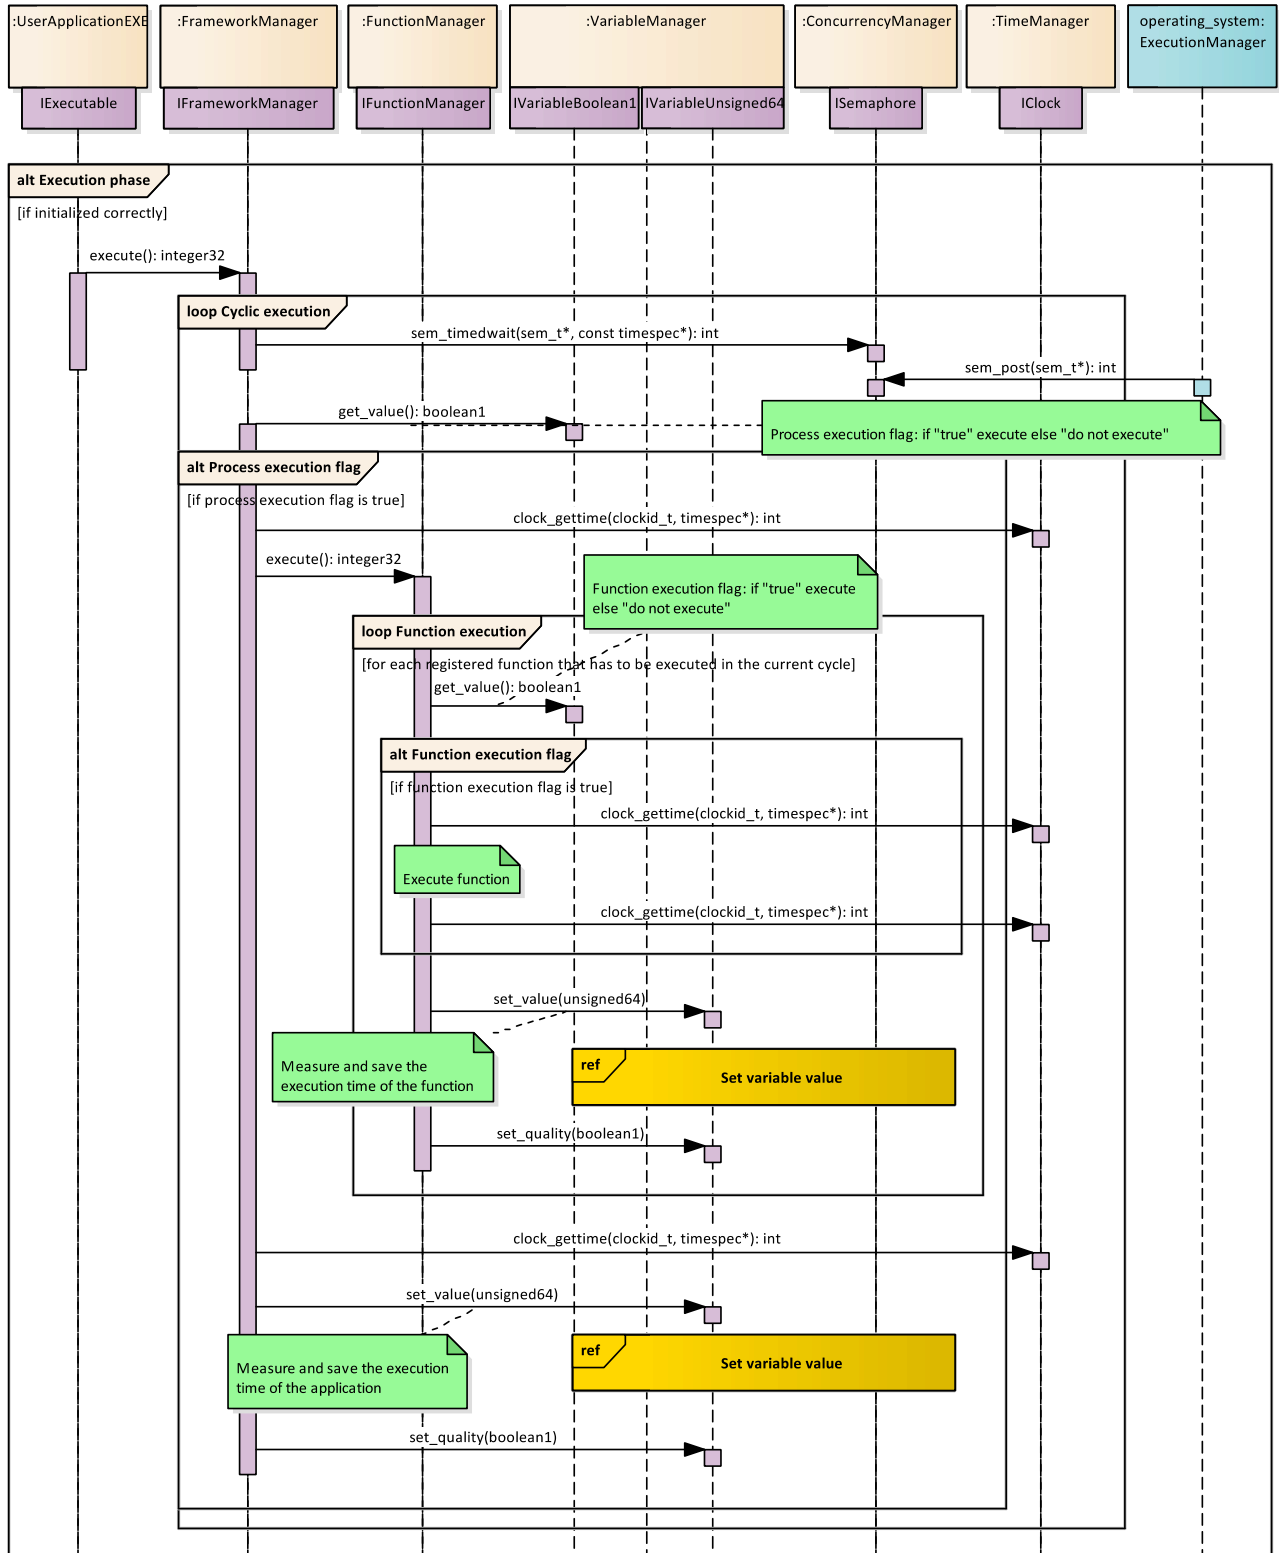 :UserApplicationEXE
:FrameworkManager
:FunctionManager
:VariableManager
:ConcurrencyManager
:TimeManager
operating_system:
ExecutionManager
IExecutable
IFrameworkManager
IFunctionManager
IVariableBoolean1
IVariableUnsigned64
ISemaphore
IClock
alt Execution phase
[if initialized correctly]
execute(): integer32
loop Cyclic execution
sem_timedwait(sem_t*, const timespec*): int
sem_post(sem_t*): int
get_value(): boolean1
Process execution flag: if "true" execute else "do not execute"
alt Process execution flag
[if process execution flag is true]
clock_gettime(clockid_t, timespec*): int
execute(): integer32
Function execution flag: if "true" execute
else "do not execute"
loop Function execution
[for each registered function that has to be executed in the current cycle]
get_value(): boolean1
alt Function execution flag
[if function execution flag is true]
clock_gettime(clockid_t, timespec*): int
Execute function
clock_gettime(clockid_t, timespec*): int
set_value(unsigned64)
Measure and save the
execution time of the function
ref
Set variable value
set_quality(boolean1)
clock_gettime(clockid_t, timespec*): int
set_value(unsigned64)
Measure and save the execution
time of the application
ref
Set variable value
set_quality(boolean1)